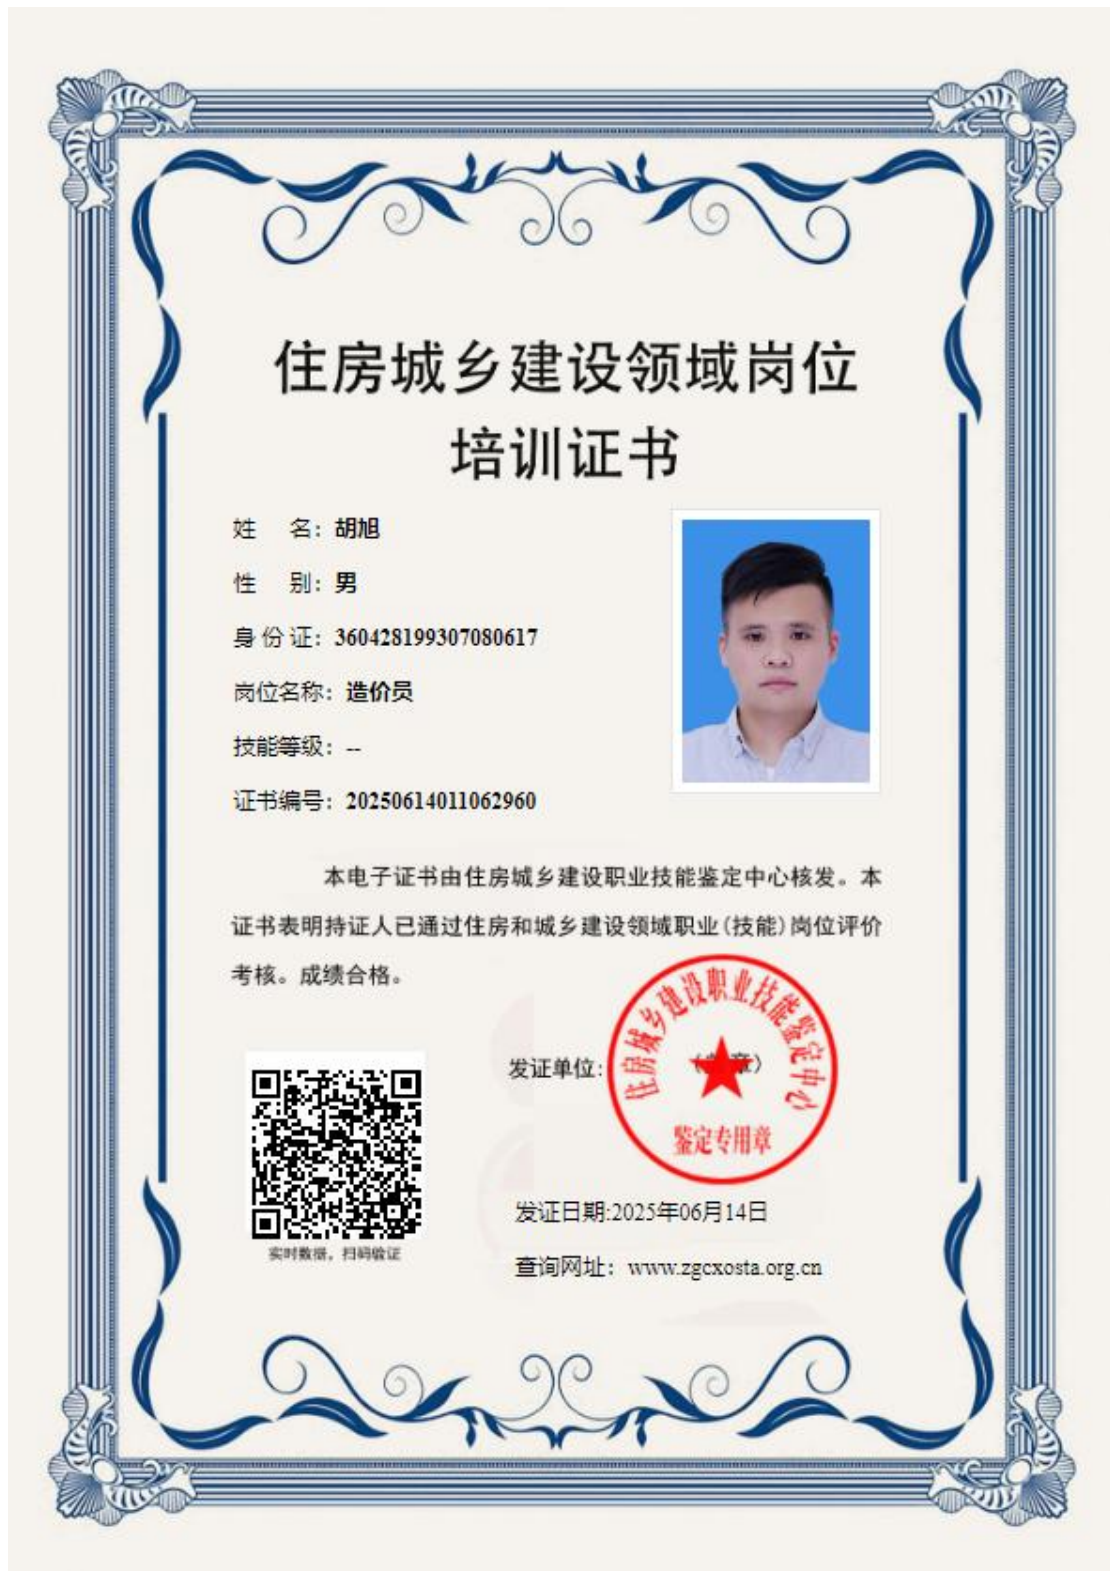 住房城乡建设领域岗位
培训证书
姓 名：胡旭
性 别：男
身份证：360428199307080617
岗位名称：造价员
技能等级：--
证书编号：20250614011062960
本电子证书由住房城乡建设职业技能鉴定中心核发。本
证书表明持证人已通过住房和城乡建设领域职业(技能)岗位评价
考核。成绩合格。
住房城乡建设职业技能鉴定中心
发证单位：
章）
鉴定专用章
发证日期:2025年06月14日
实时数据，扫码验证
查询网址：www.zgcxosta.org.cn